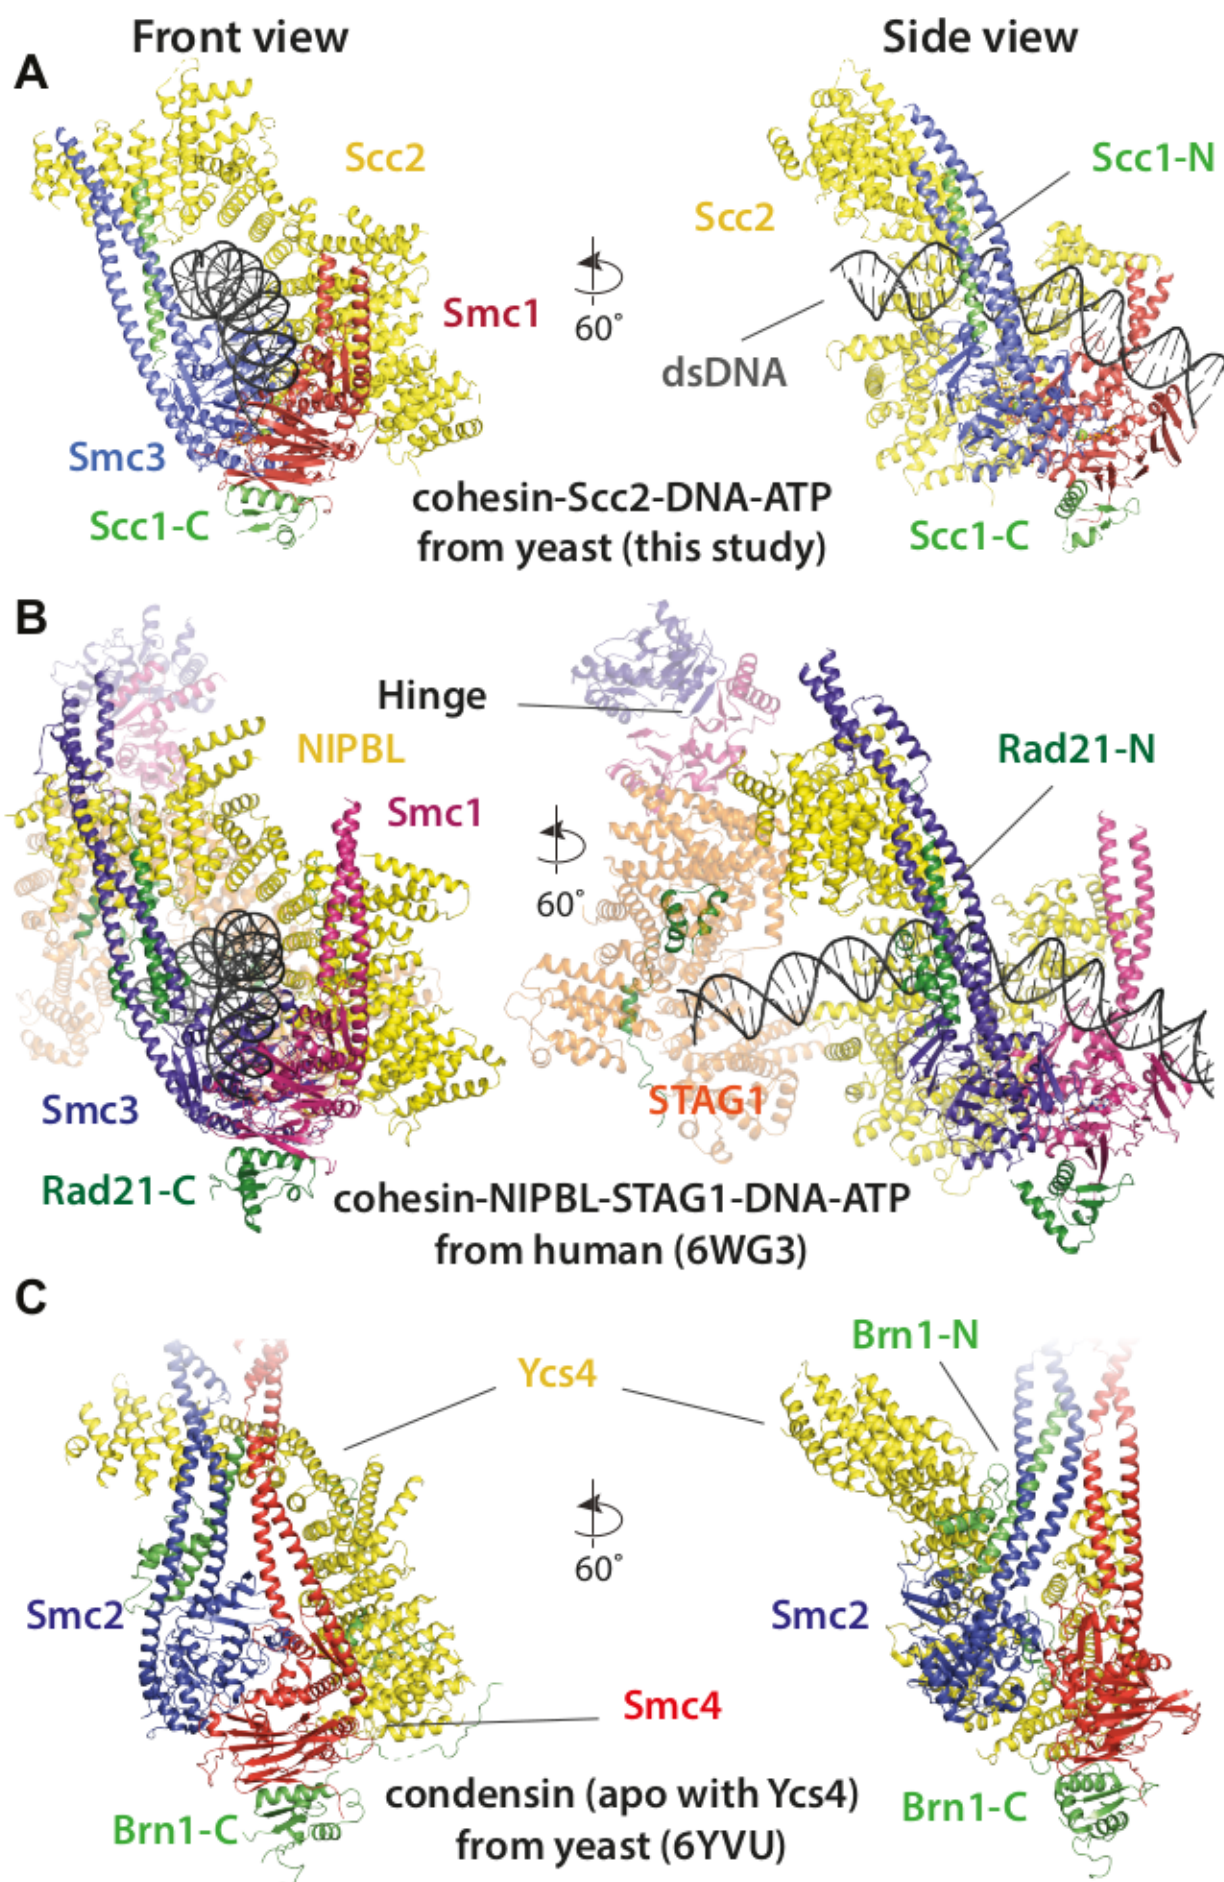 Front view
Side view
A
Scc2
Scc1-N
Scc2
Smc1
60°
dsDNA
Smc3
Scc1-C
cohesin-Scc2-DNA-ATP
from yeast (this study)
Scc1-C
B
Hinge
NIPBL
Rad21-N
Smc1
60°
Smc3
STAG1
Rad21-C
cohesin-NIPBL-STAG1-DNA-ATP
from human (6WG3)
C
Brn1-N
Ycs4
60°
Smc2
Smc2
Smc4
Brn1-C
condensin (apo with Ycs4)
from yeast (6YVU)
Brn1-C